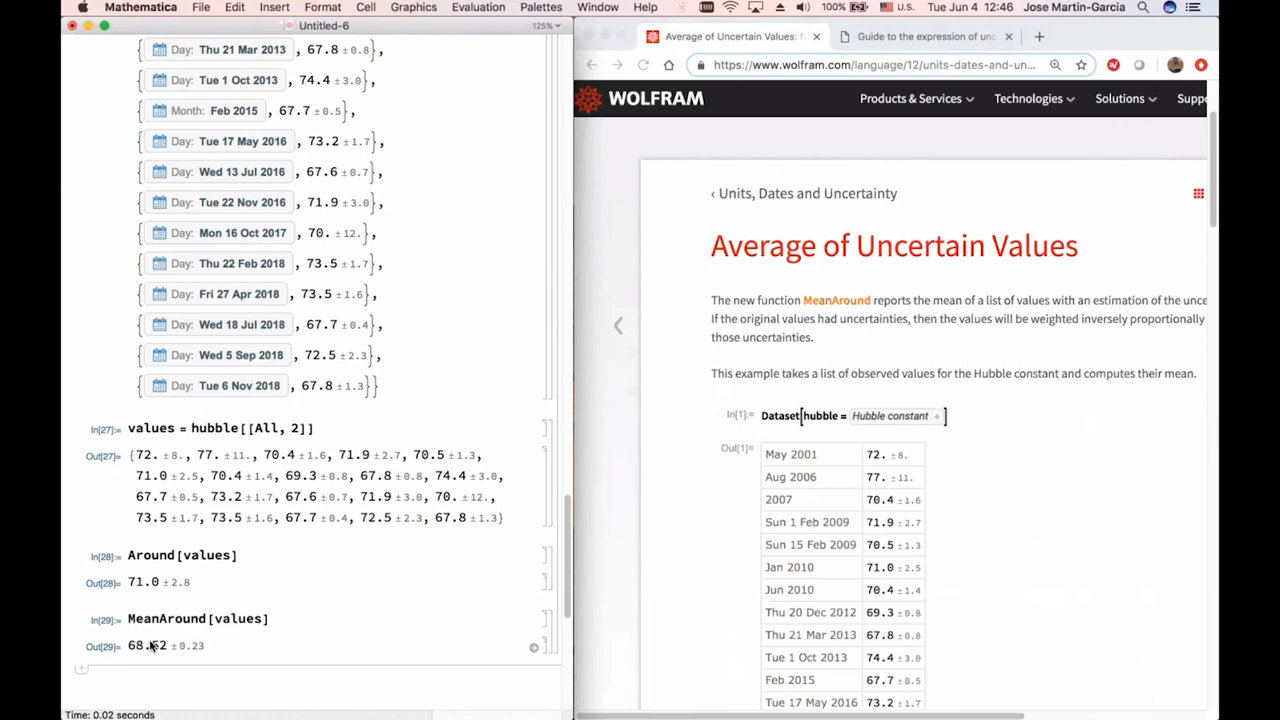 Mathematica File Edit Insert Format Cell Graphics Evaluation Palettes Window Help 100% U.S. Tue Jun 4 12:46 Jose Martin-Garcia
Untitled-6 125%
{Day: Thu 21 Mar 2013, 67.8 ± 0.8},
{Day: Tue 1 Oct 2013, 74.4 ± 3.0},
{Month: Feb 2015, 67.7 ± 0.5},
{Day: Tue 17 May 2016, 73.2 ± 1.7},
{Day: Wed 13 Jul 2016, 67.6 ± 0.7},
{Day: Tue 22 Nov 2016, 71.9 ± 3.0},
{Day: Mon 16 Oct 2017, 70. ± 12.},
{Day: Thu 22 Feb 2018, 73.5 ± 1.7},
{Day: Fri 27 Apr 2018, 73.5 ± 1.6},
{Day: Wed 18 Jul 2018, 67.7 ± 0.4},
{Day: Wed 5 Sep 2018, 72.5 ± 2.3},
{Day: Tue 6 Nov 2018, 67.8 ± 1.3}}
In[27]:= values = hubble[[All, 2]]
Out[27]= {72. ± 8., 77. ± 11., 70.4 ± 1.6, 71.9 ± 2.7, 70.5 ± 1.3,
71.0 ± 2.5, 70.4 ± 1.4, 69.3 ± 0.8, 67.8 ± 0.8, 74.4 ± 3.0,
67.7 ± 0.5, 73.2 ± 1.7, 67.6 ± 0.7, 71.9 ± 3.0, 70. ± 12.,
73.5 ± 1.7, 73.5 ± 1.6, 67.7 ± 0.4, 72.5 ± 2.3, 67.8 ± 1.3}
In[28]:= Around[values]
Out[28]= 71.0 ± 2.8
In[29]:= MeanAround[values]
Out[29]= 68.62 ± 0.23
Time: 0.02 seconds
Average of Uncertain Values: Guide to the expression of unc
https://www.wolfram.com/language/12/units-dates-and-un...
WOLFRAM Products & Services Technologies Solutions Suppo
‹ Units, Dates and Uncertainty
Average of Uncertain Values
The new function MeanAround reports the mean of a list of values with an estimation of the unce
If the original values had uncertainties, then the values will be weighted inversely proportionally
those uncertainties.
This example takes a list of observed values for the Hubble constant and computes their mean.
In[1]:= Dataset[hubble = Hubble constant]
Out[1]=
May 2001 72. ± 8.
Aug 2006 77. ± 11.
2007 70.4 ± 1.6
Sun 1 Feb 2009 71.9 ± 2.7
Sun 15 Feb 2009 70.5 ± 1.3
Jan 2010 71.0 ± 2.5
Jun 2010 70.4 ± 1.4
Thu 20 Dec 2012 69.3 ± 0.8
Thu 21 Mar 2013 67.8 ± 0.8
Tue 1 Oct 2013 74.4 ± 3.0
Feb 2015 67.7 ± 0.5
Tue 17 May 2016 73.2 ± 1.7